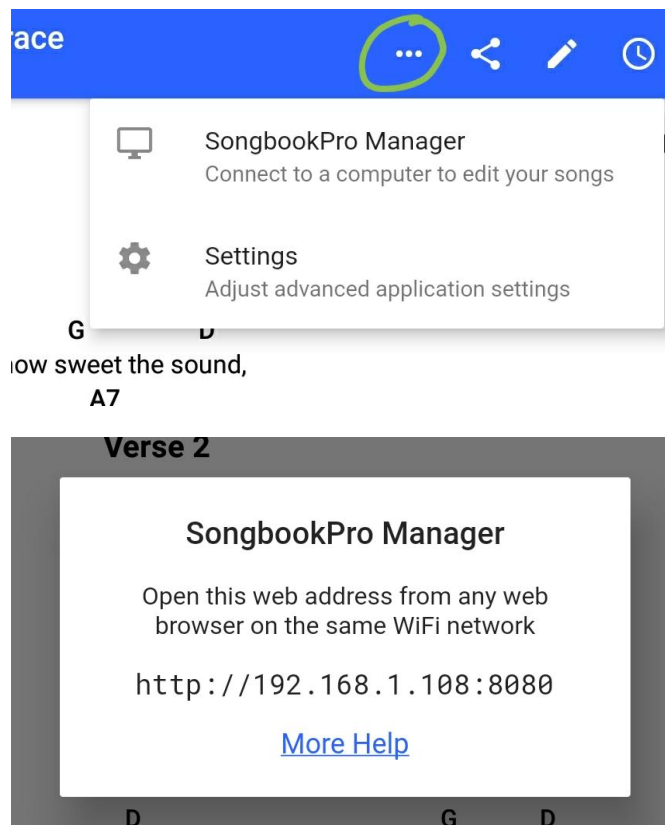 race
SongbookPro Manager
Connect to a computer to edit your songs
Settings
Adjust advanced application settings
G D
ow sweet the sound,
A7
Verse 2
SongbookPro Manager
Open this web address from any web
browser on the same WiFi network
http://192.168.1.108:8080
More Help
D G D